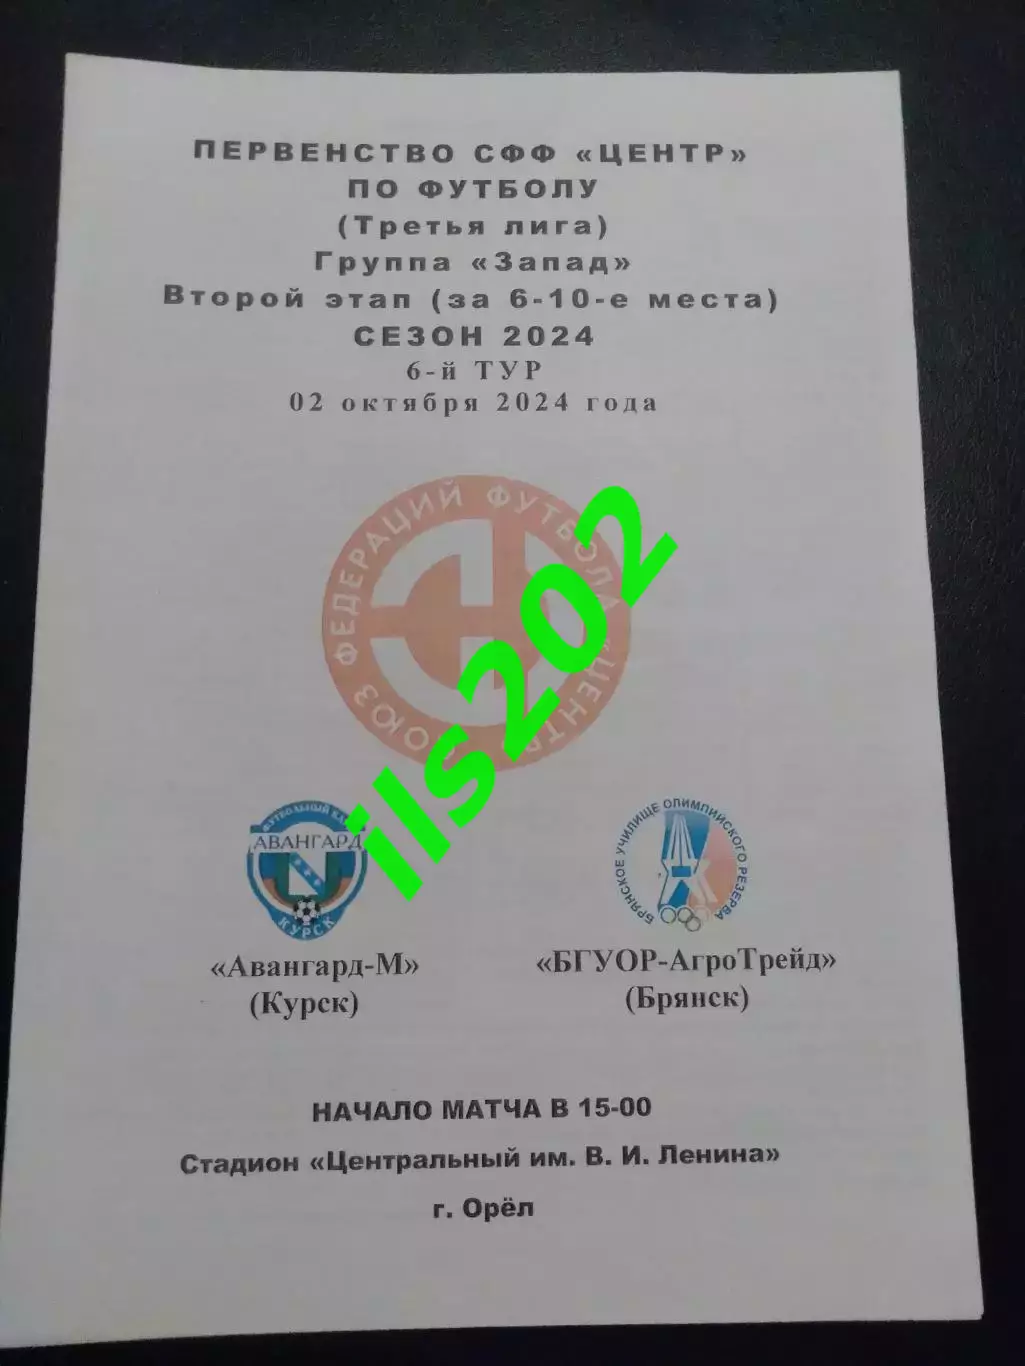 ПЕРВЕНСТВО СФФ «ЦЕНТР»
ПО ФУТБОЛУ
(Третья лига)
Группа «Запад»
Второй этап (за 6-10-е места)
СЕЗОН 2024
6-й ТУР
02 октября 2024 года
СОЮЗ ФЕДЕРАЦИЙ ФУТБОЛА "ЦЕНТР"
ils202
ФУТБОЛЬНЫЙ
АВАНГАРД
КУРСК
БРЯНСКОЕ УЧИЛИЩЕ ОЛИМПИЙСКОГО РЕЗЕРВА
«Авангард-М»
(Курск)
«БГУОР-АгроТрейд»
(Брянск)
НАЧАЛО МАТЧА В 15-00
Стадион «Центральный им. В. И. Ленина»
г. Орёл